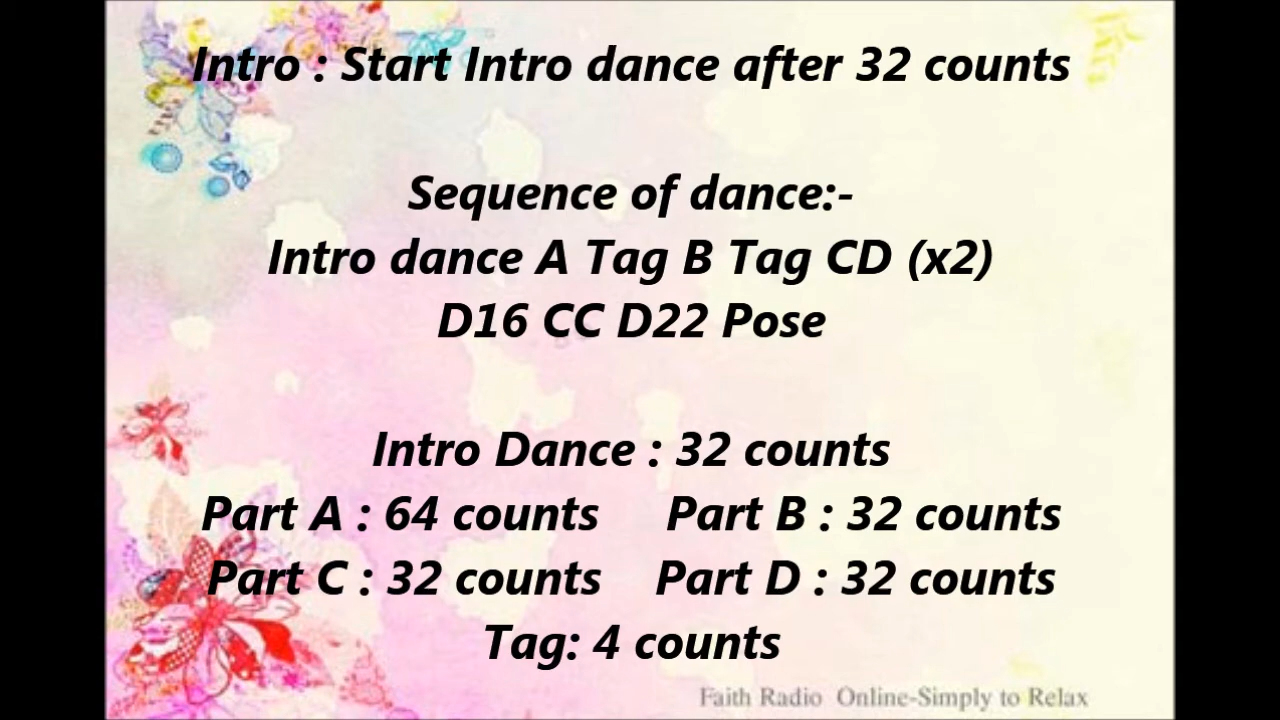 Intro : Start Intro dance after 32 counts
Sequence of dance:-
Intro dance A Tag B Tag CD (x2)
D16 CC D22 Pose
Intro Dance : 32 counts
Part A : 64 counts Part B : 32 counts
Part C : 32 counts Part D : 32 counts
Tag: 4 counts
Faith Radio Online-Simply to Relax